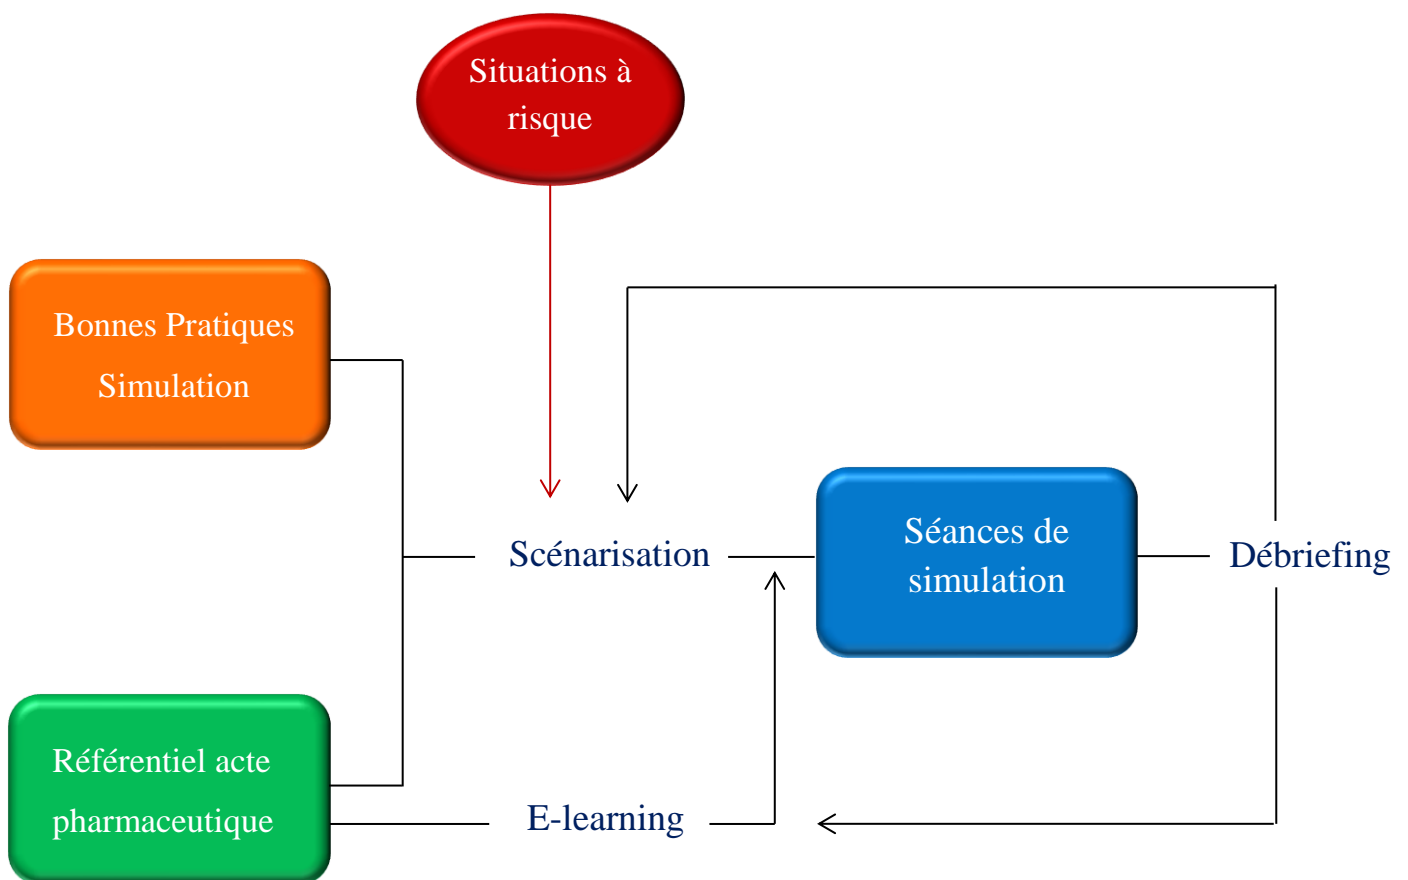 Situations à
risque
Bonnes Pratiques
Simulation
Scénarisation
Séances de
simulation
Débriefing
Référentiel acte
pharmaceutique
E-learning